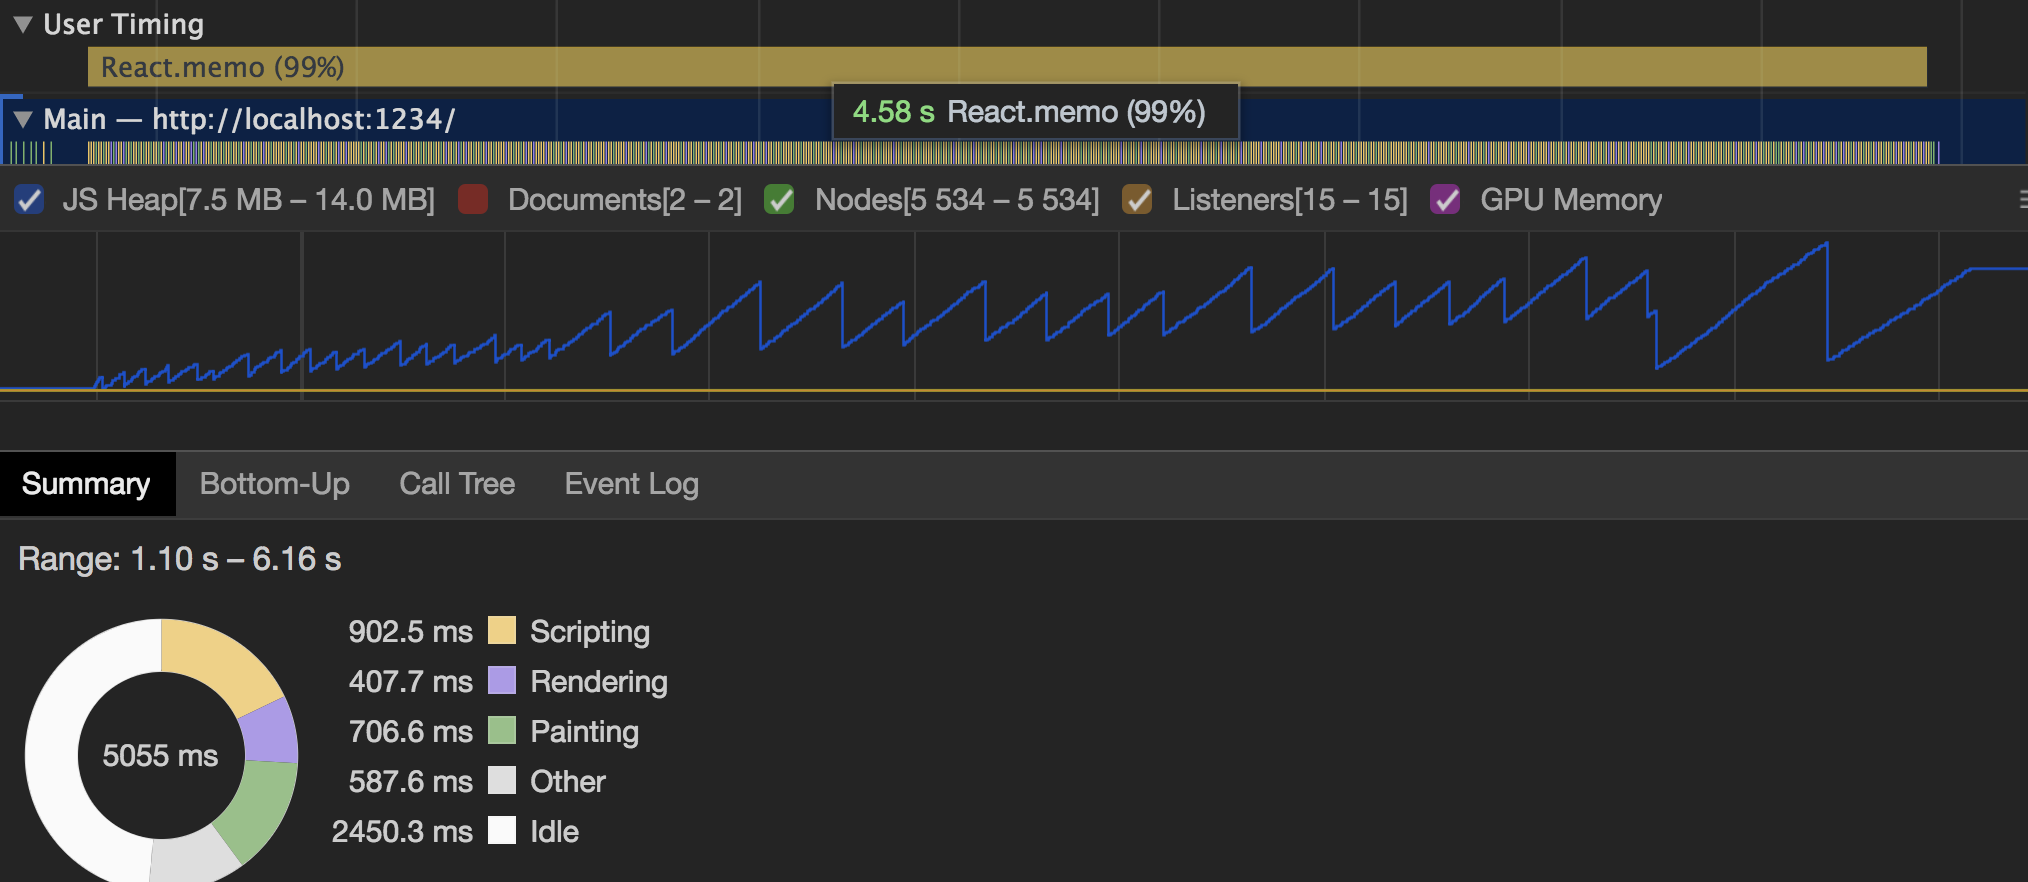 User Timing
React.memo (99%)
4.58 s React.memo (99%)
Main — http://localhost:1234/
JS Heap[7.5 MB – 14.0 MB] Documents[2 – 2] Nodes[5 534 – 5 534] Listeners[15 – 15] GPU Memory
Summary Bottom-Up Call Tree Event Log
Range: 1.10 s – 6.16 s
902.5 ms Scripting
407.7 ms Rendering
706.6 ms Painting
587.6 ms Other
2450.3 ms Idle
5055 ms